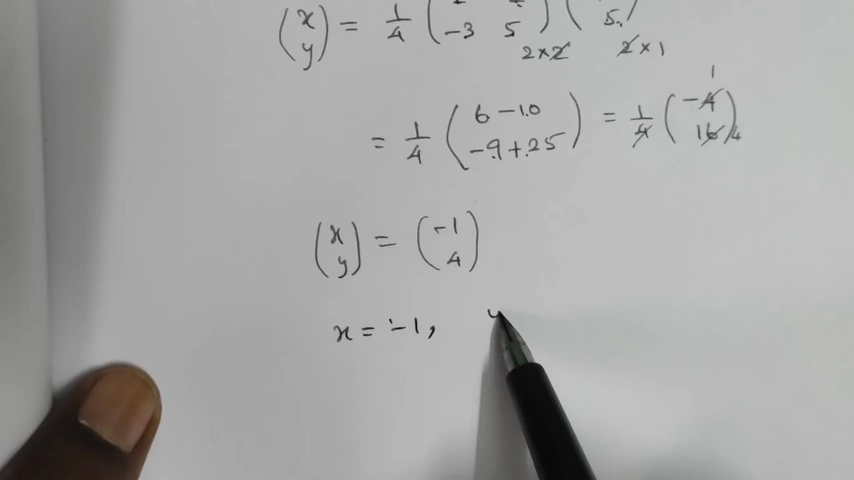 (x y) = 1/4 ( -3 5 ) ( 5 )
2×2 2×1
= 1/4 ( 6 -10 -9+25 ) = 1/4 ( -4 16 ) 1 4
(x y) = ( -1 4 )
x = -1, y